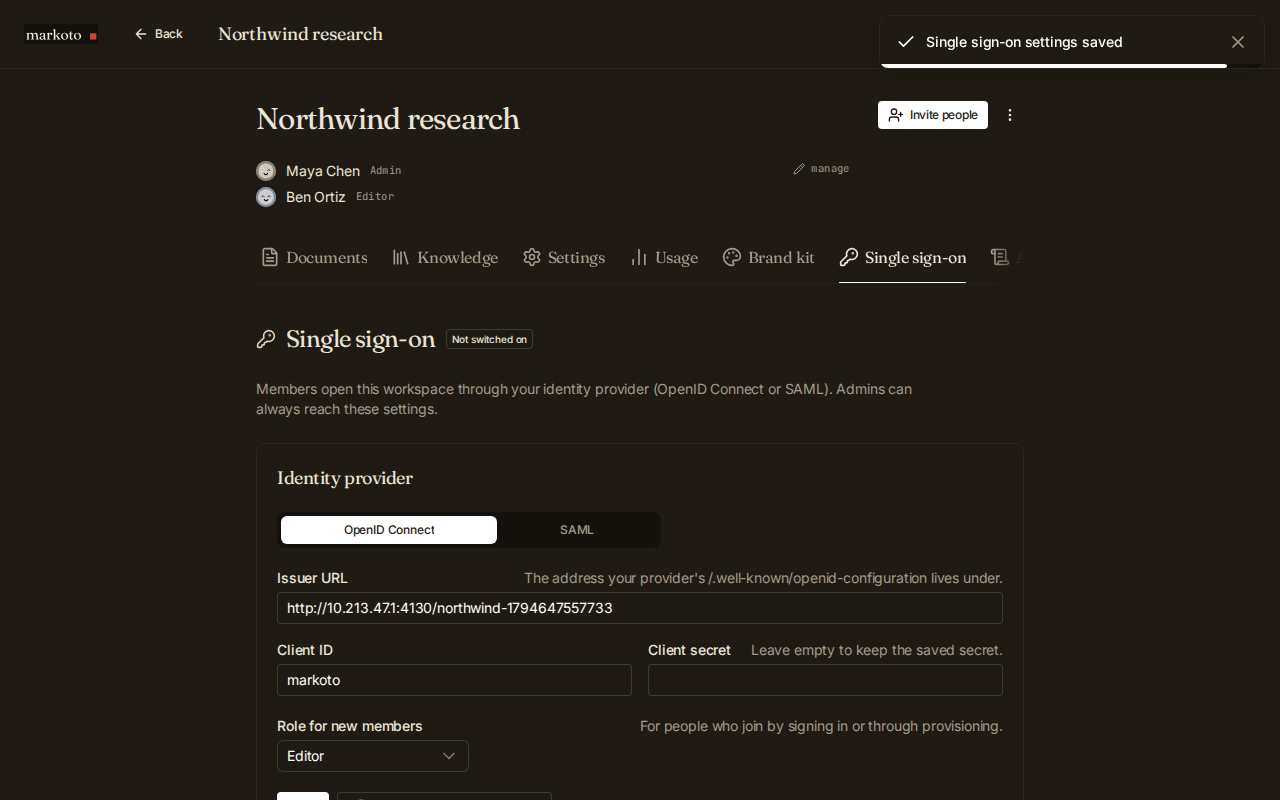 markoto
Back
Northwind research
Single sign-on settings saved
Northwind research
Invite people
Maya Chen Admin
manage
Ben Ortiz Editor
Documents Knowledge Settings Usage Brand kit Single sign-on
Single sign-on Not switched on
Members open this workspace through your identity provider (OpenID Connect or SAML). Admins can
always reach these settings.
Identity provider
OpenID Connect SAML
Issuer URL The address your provider's /.well-known/openid-configuration lives under.
http://10.213.47.1:4130/northwind-1794647557733
Client ID Client secret Leave empty to keep the saved secret.
markoto
Role for new members For people who join by signing in or through provisioning.
Editor